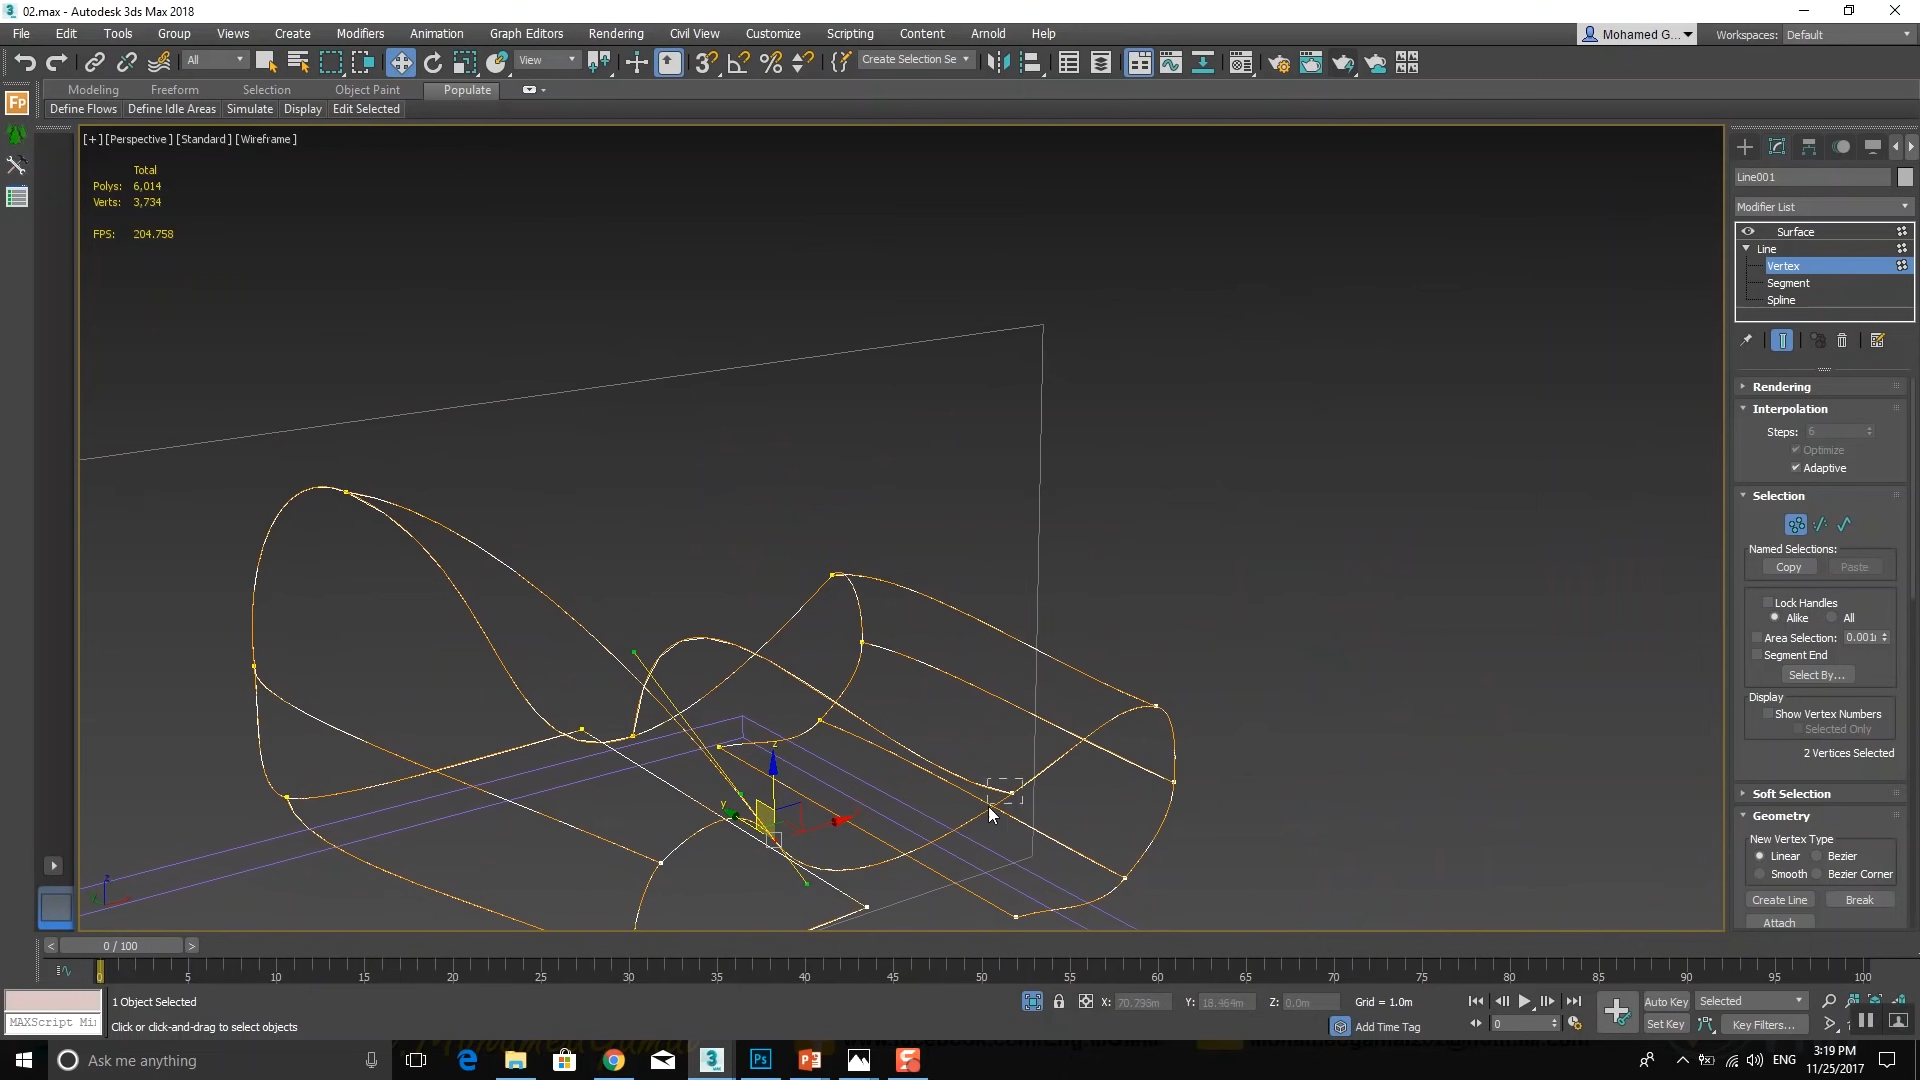 02.max - Autodesk 3ds Max 2018
File Edit Tools Group Views Create Modifiers Animation Graph Editors Rendering Civil View Customize Scripting Content Arnold Help
Mohamed G... Workspaces: Default
All View Create Selection Se
Modeling Freeform Selection Object Paint Populate
Define Flows Define Idle Areas Simulate Display Edit Selected
[+] [Perspective] [Standard] [Wireframe]
Total
Polys: 6,014
Verts: 3,734
FPS: 204.758
z
y
Line001
Modifier List
Surface
Line
Vertex
Segment
Spline
Rendering
Interpolation
Steps: 6
Optimize
Adaptive
Selection
Named Selections:
Copy Paste
Lock Handles
Alike All
Area Selection: 0.001
Segment End
Select By...
Display
Show Vertex Numbers
Selected Only
2 Vertices Selected
Soft Selection
Geometry
New Vertex Type
Linear Bezier
Smooth Bezier Corner
Create Line Break
Attach
< 0 / 100 >
0 5 10 15 20 25 30 35 40 45 50 55 60 65 70 75 80 85 90 95 100
1 Object Selected
X: 70.796m Y: 18.464m Z: 0.0m Grid = 1.0m
Auto Key Selected
MAXScript Mi
Click or click-and-drag to select objects
Add Time Tag
0
Set Key Key Filters...
Ask me anything
ENG
3:19 PM
11/25/2017